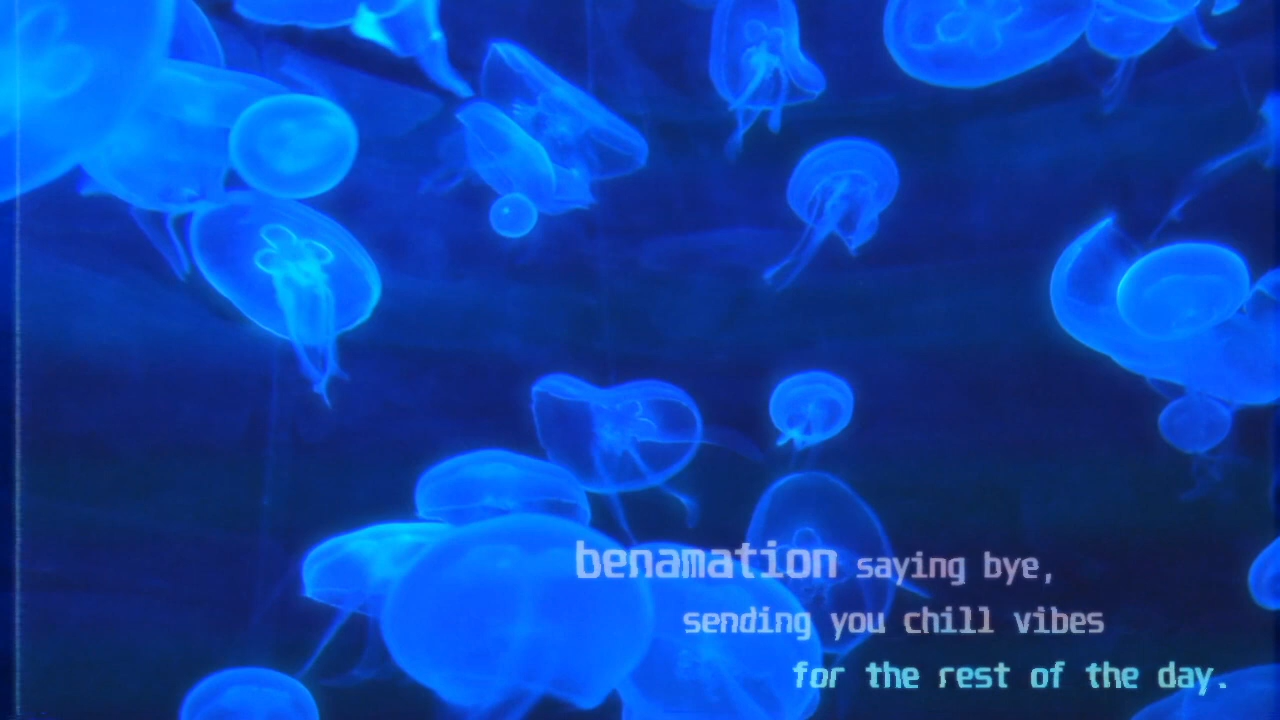 benamation saying bye,
sending you chill vibes
for the rest of the day.